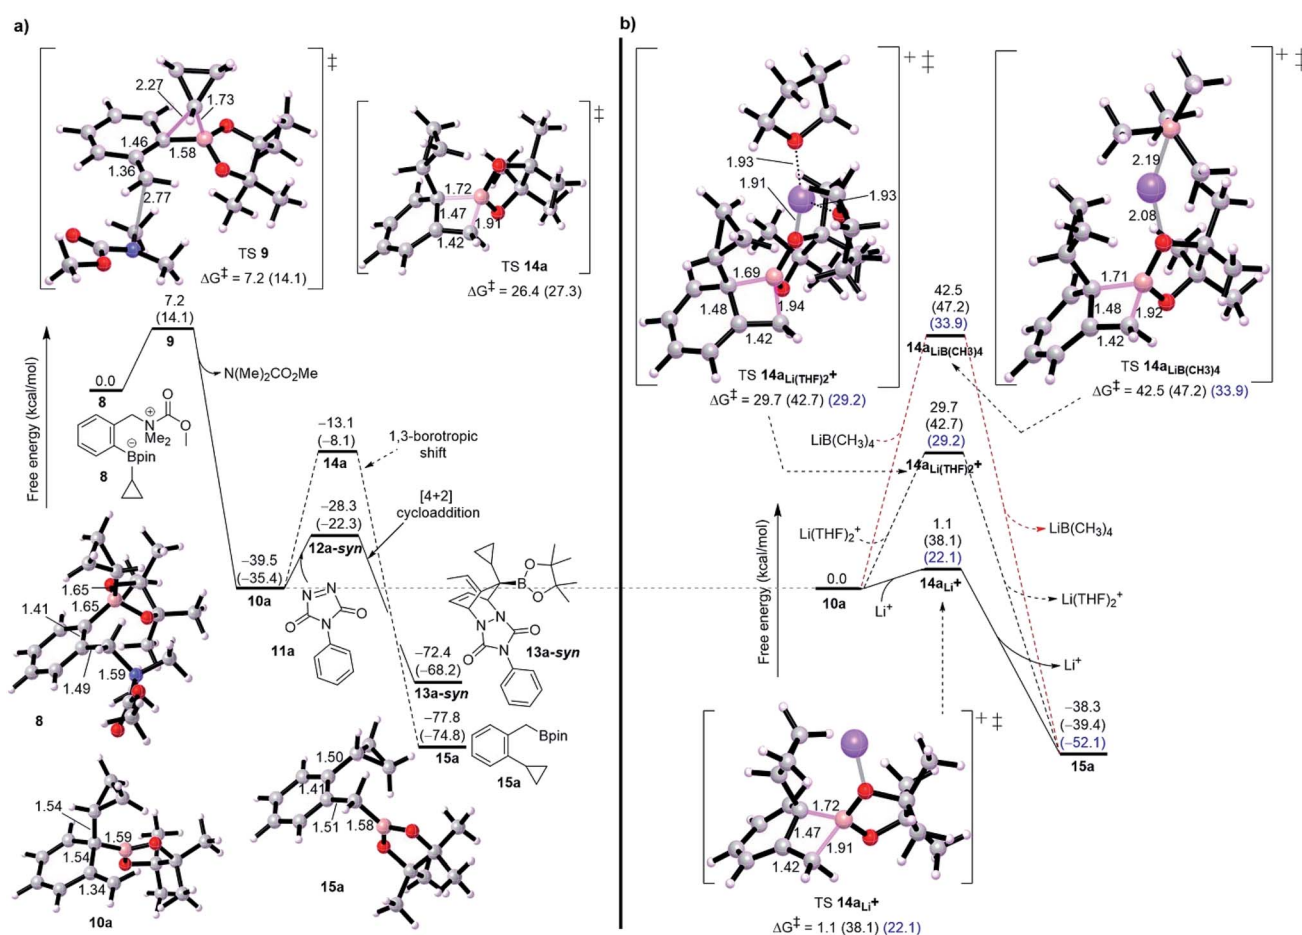 a)
‡
2.27
1.73
1.46
1.58
1.36
2.77
TS 9
ΔG‡ = 7.2 (14.1)
‡
1.72
1.47
1.91
1.42
TS 14a
ΔG‡ = 26.4 (27.3)
Free energy (kcal/mol)
7.2
(14.1)
9
N(Me)2CO2Me
0.0
8
N
Me2
O
O
Bpin
8
−13.1
(−8.1)
14a
1,3-borotropic
shift
[4+2]
cycloaddition
−28.3
(−22.3)
12a-syn
−39.5
(−35.4)
10a
11a
N=N
O
N
O
B
O
O
N
N
O
O
N
13a-syn
−72.4
(−68.2)
13a-syn
−77.8
(−74.8)
15a
Bpin
15a
1.65
1.65
1.41
1.49
1.59
8
1.54
1.59
1.54
1.34
10a
1.50
1.41
1.51
1.58
15a
b)
+ ‡
1.93
1.91
1.93
1.69
1.48
1.94
1.42
TS 14aLi(THF)2+
ΔG‡ = 29.7 (42.7) (29.2)
+ ‡
2.19
2.08
1.71
1.48
1.92
1.42
TS 14aLiB(CH3)4
ΔG‡ = 42.5 (47.2) (33.9)
Free energy (kcal/mol)
42.5
(47.2)
(33.9)
14aLiB(CH3)4
LiB(CH3)4
29.7
(42.7)
(29.2)
14aLi(THF)2+
Li(THF)2+
LiB(CH3)4
1.1
(38.1)
(22.1)
14aLi+
Li(THF)2+
0.0
10a
Li+
Li+
−38.3
(−39.4)
(−52.1)
15a
+ ‡
1.72
1.47
1.91
1.42
TS 14aLi+
ΔG‡ = 1.1 (38.1) (22.1)